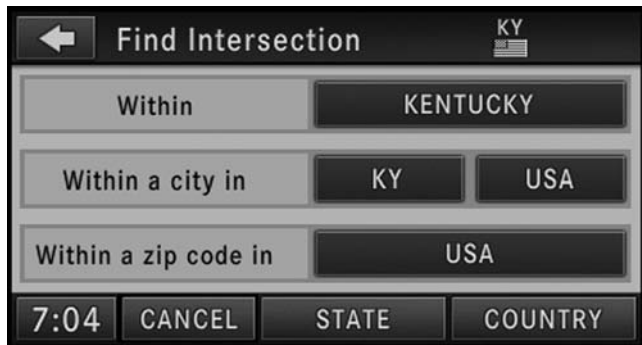 Find Intersection KY
Within KENTUCKY
Within a city in KY USA
Within a zip code in USA
7:04 CANCEL STATE COUNTRY